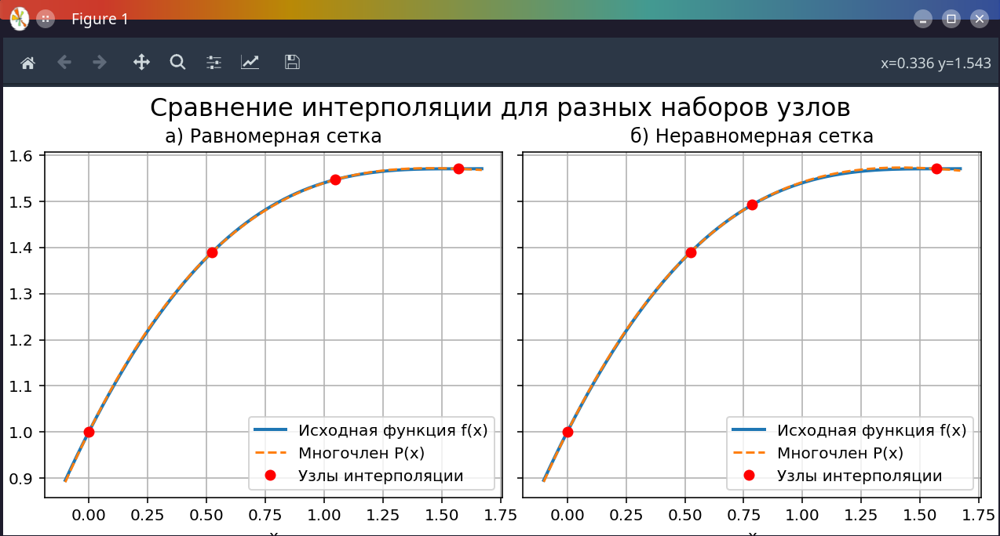 Figure 1
x=0.336 y=1.543
Сравнение интерполяции для разных наборов узлов
а) Равномерная сетка
1.6
1.5
1.4
1.3
1.2
1.1
1.0
0.9
Исходная функция f(x)
Многочлен P(x)
Узлы интерполяции
0.00 0.25 0.50 0.75 1.00 1.25 1.50 1.75
x
б) Неравномерная сетка
Исходная функция f(x)
Многочлен P(x)
Узлы интерполяции
0.00 0.25 0.50 0.75 1.00 1.25 1.50 1.75
x